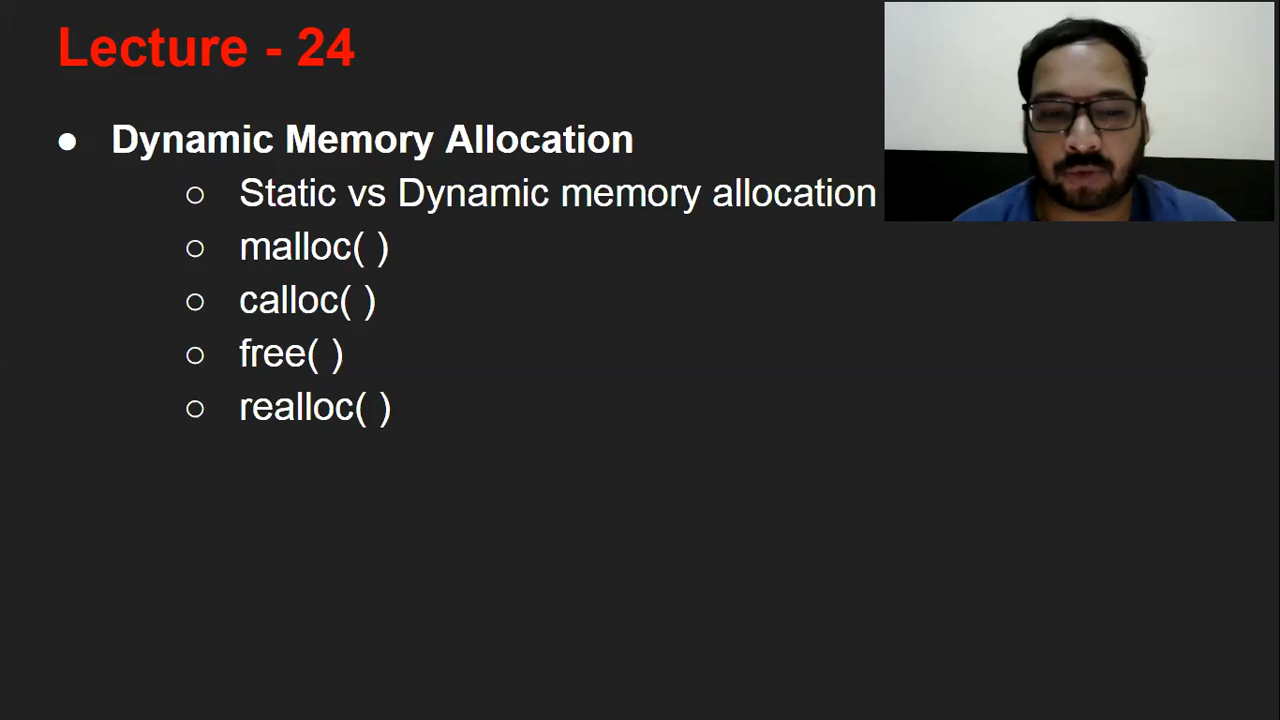 Lecture - 24
● Dynamic Memory Allocation
○ Static vs Dynamic memory allocation
○ malloc( )
○ calloc( )
○ free( )
○ realloc( )